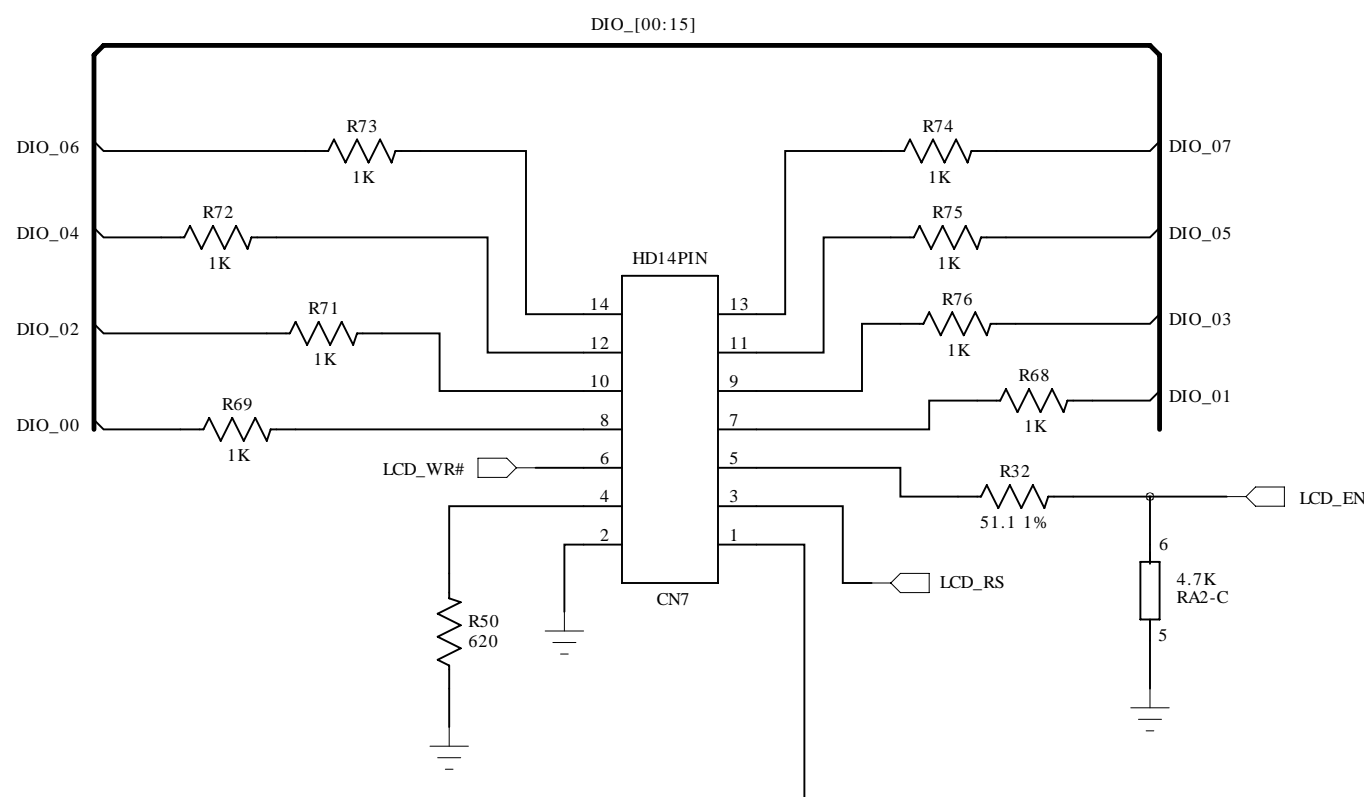 DIO_[00:15]
R73
R74
DIO_06
DIO_07
1K
1K
R72
R75
DIO_04
DIO_05
1K
1K
HD14PIN
R71
14
13
R76
DIO_02
DIO_03
1K
12
11
1K
10
9
R69
R68
DIO_00
8
7
DIO_01
1K
1K
LCD_WR#
6
5
R32
LCD_EN
4
3
51.1 1%
2
1
6
LCD_RS
4.7K
CN7
RA2-C
R50
5
620